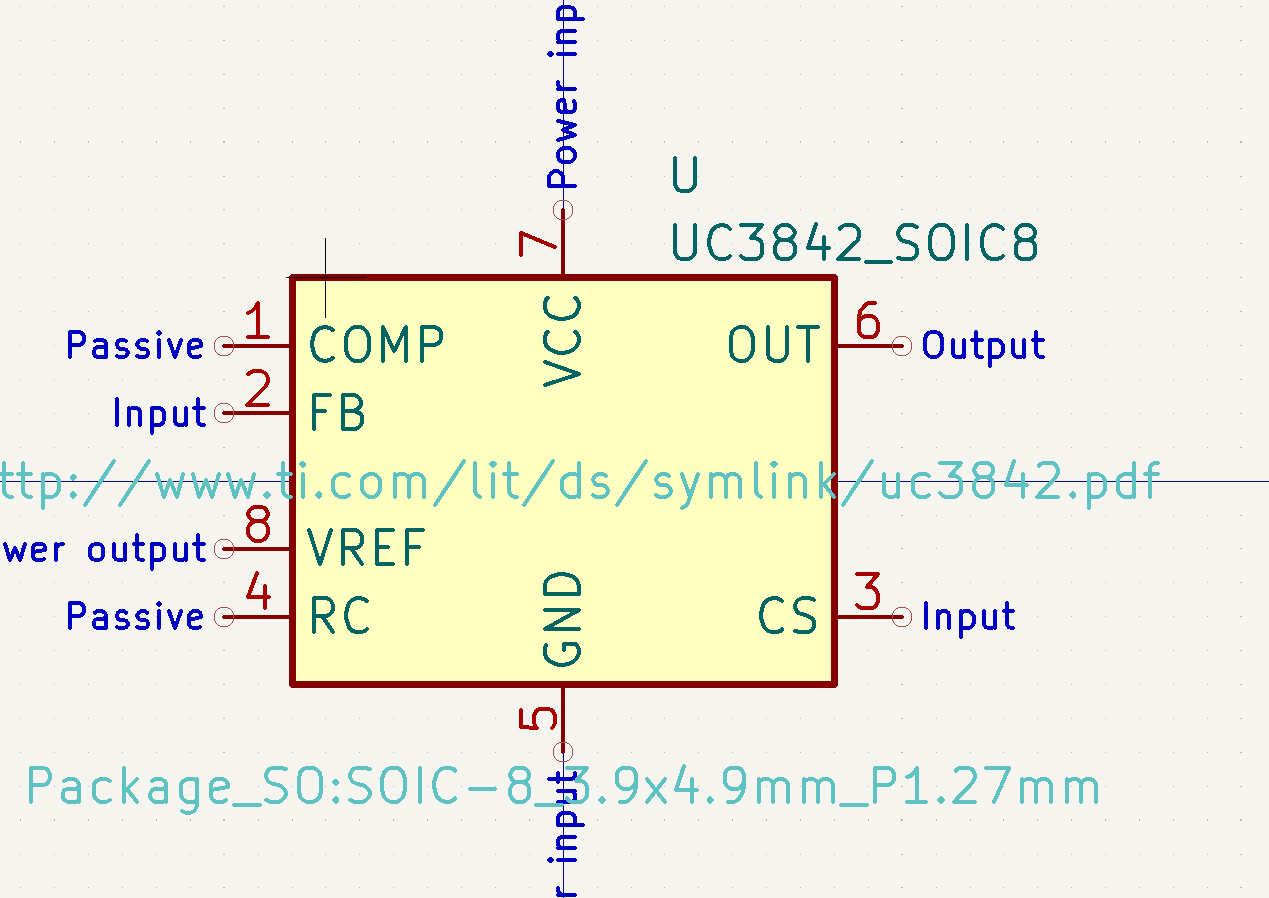 Power inp
U
7
UC3842_SOIC8
1
6
Passive
COMP
VCC
OUT
Output
2
Input
FB
ttp://www.ti.com/lit/ds/symlink/uc3842.pdf
8
wer output
VREF
4
3
Passive
RC
GND
CS
Input
5
Package_SO:SOIC-8_3.9x4.9mm_P1.27mm
r input